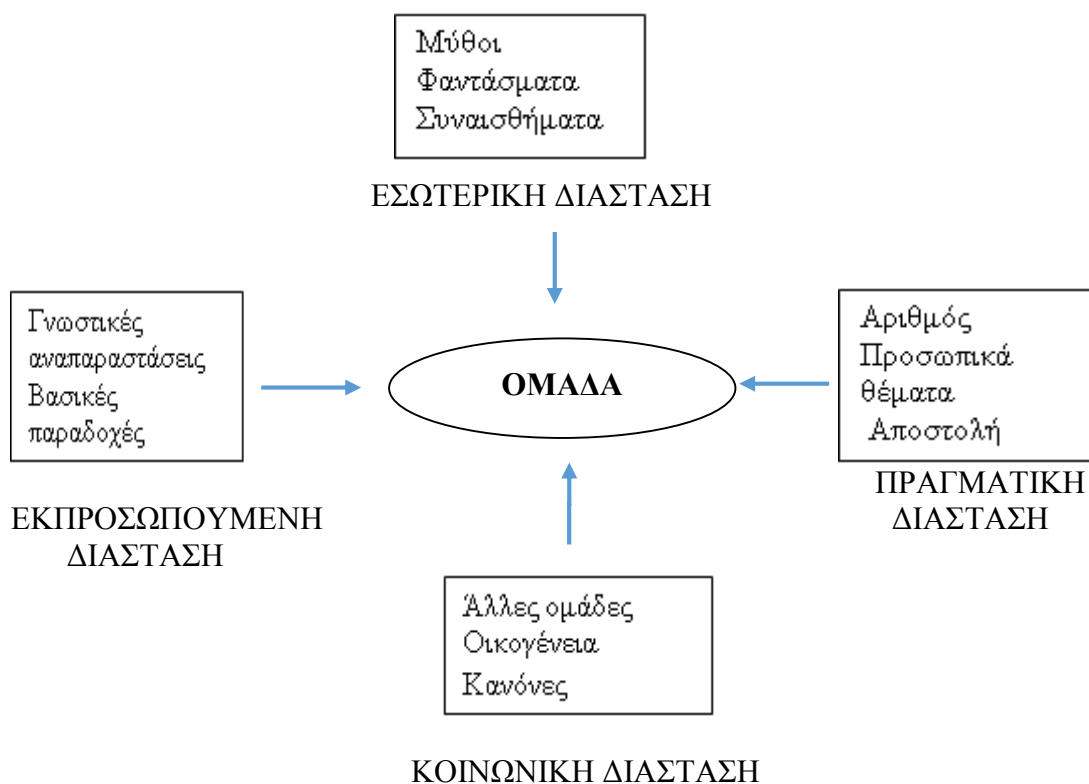 Μύθοι
Φαντάσματα
Συναισθήματα
ΕΣΩΤΕΡΙΚΗ ΔΙΑΣΤΑΣΗ
Γνωστικές
αναπαραστάσεις
Βασικές
παραδοχές
ΕΚΠΡΟΣΩΠΟΥΜΕΝΗ
ΔΙΑΣΤΑΣΗ
ΟΜΑΔΑ
Αριθμός
Προσωπικά
θέματα
Αποστολή
ΠΡΑΓΜΑΤΙΚΗ
ΔΙΑΣΤΑΣΗ
Άλλες ομάδες
Οικογένεια
Κανόνες
ΚΟΙΝΩΝΙΚΗ ΔΙΑΣΤΑΣΗ